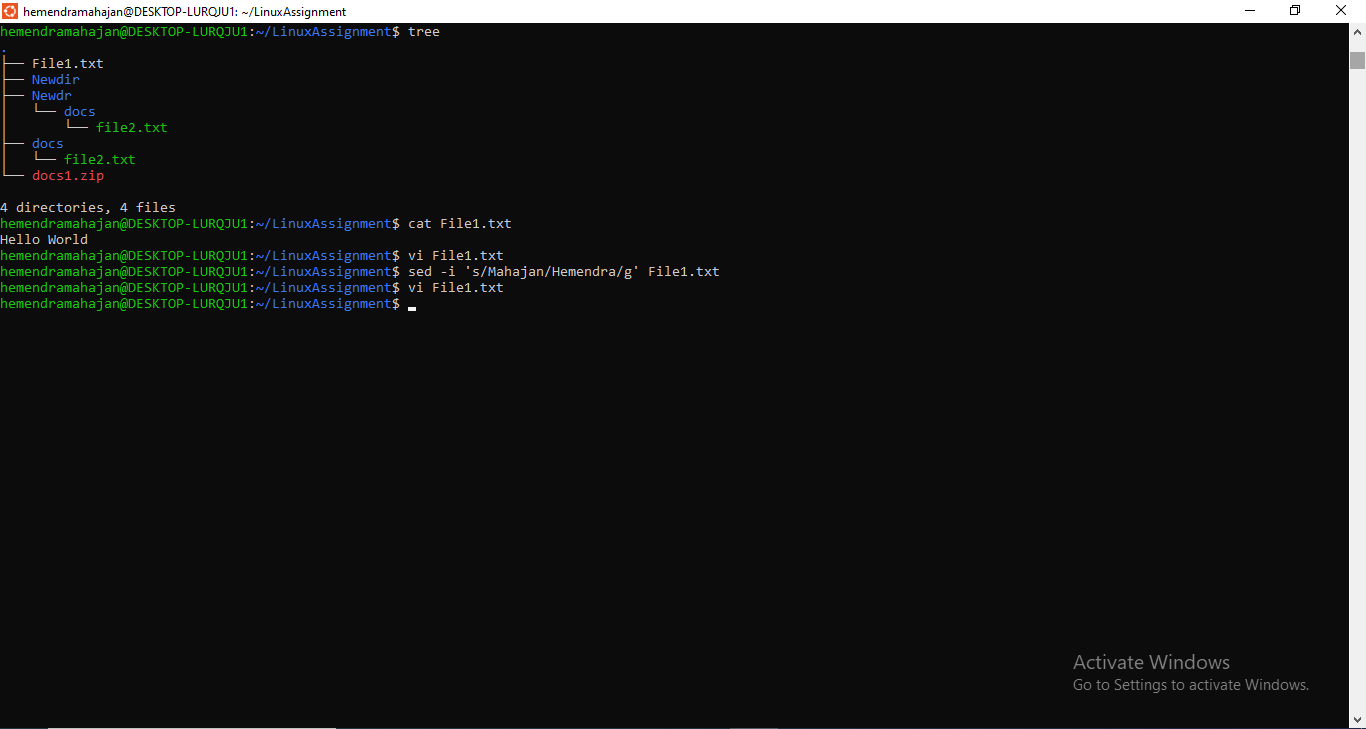 hemendramahajan@DESKTOP-LURQJU1: ~/LinuxAssignment
hemendramahajan@DESKTOP-LURQJU1:~/LinuxAssignment$ tree
.
├── File1.txt
├── Newdir
├── Newdr
│   └── docs
│       └── file2.txt
├── docs
│   └── file2.txt
└── docs1.zip

4 directories, 4 files
hemendramahajan@DESKTOP-LURQJU1:~/LinuxAssignment$ cat File1.txt
Hello World
hemendramahajan@DESKTOP-LURQJU1:~/LinuxAssignment$ vi File1.txt
hemendramahajan@DESKTOP-LURQJU1:~/LinuxAssignment$ sed -i 's/Mahajan/Hemendra/g' File1.txt
hemendramahajan@DESKTOP-LURQJU1:~/LinuxAssignment$ vi File1.txt
hemendramahajan@DESKTOP-LURQJU1:~/LinuxAssignment$
Activate Windows
Go to Settings to activate Windows.